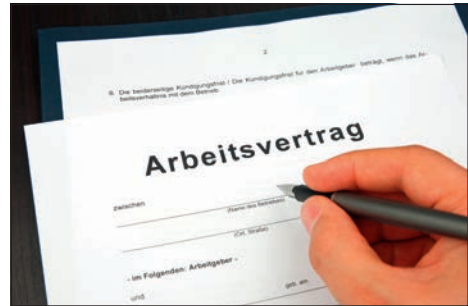 2
9. Die beiderseitige Kündigungsfrist / Die Kündigungsfrist für den Arbeitgeber beträgt, wenn das Ar-
beitsverhältnis mit dem Betrieb
Arbeitsvertrag
zwischen
(Name des Betriebes)
(Ort, Straße)
- im Folgenden: Arbeitgeber -
und
geb. am